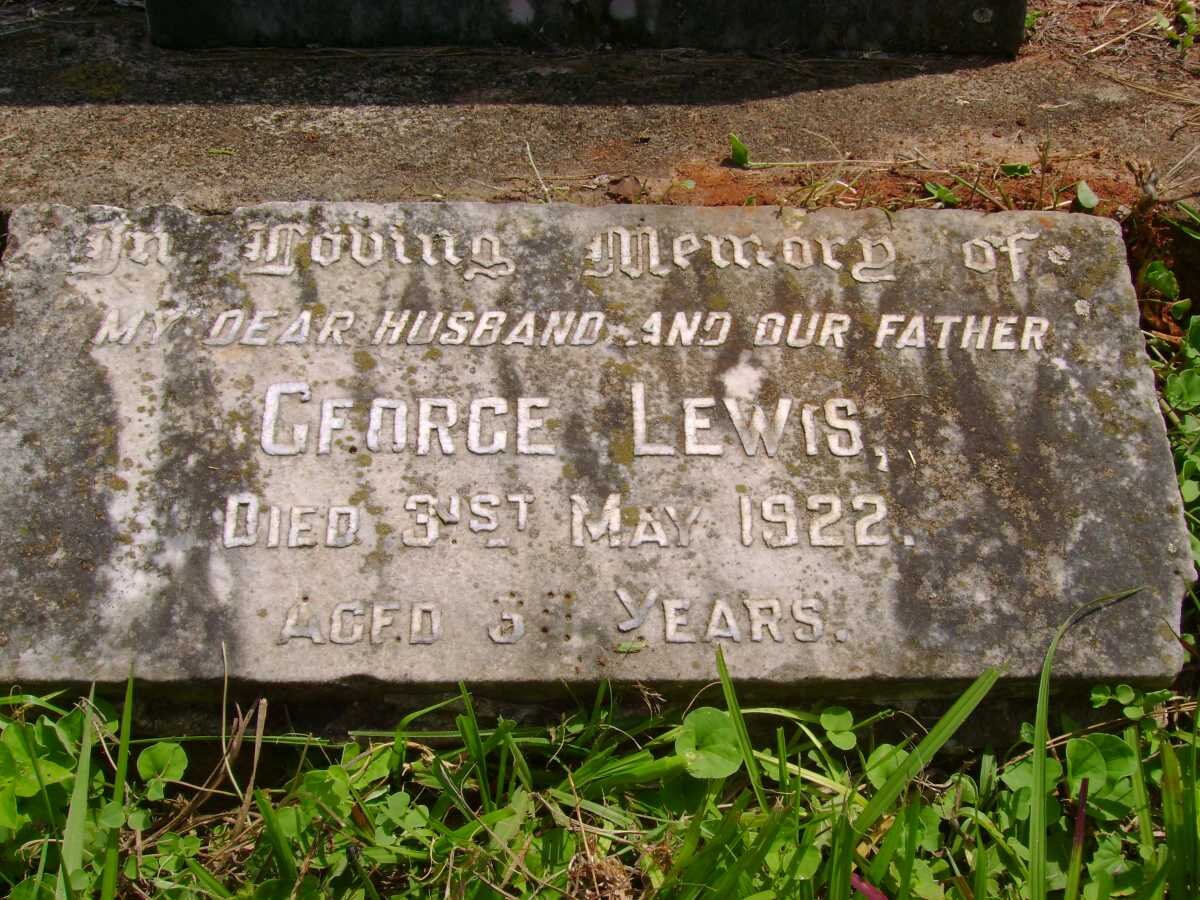 In Loving Memory of
MY DEAR HUSBAND AND OUR FATHER
GEORGE LEWIS,
DIED 31ST MAY 1922.
AGED YEARS.